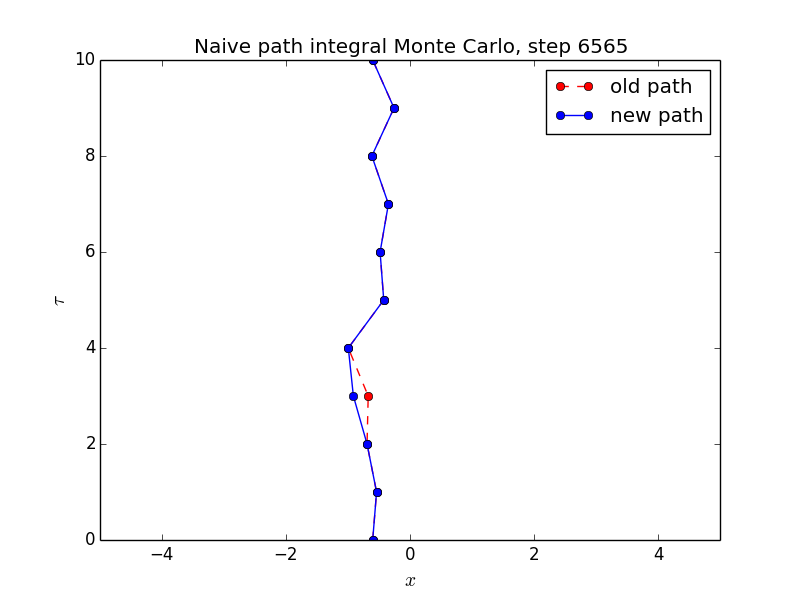 Naive path integral Monte Carlo, step 6565
old path
new path
10
8
6
4
2
0
τ
−4 −2 0 2 4
x